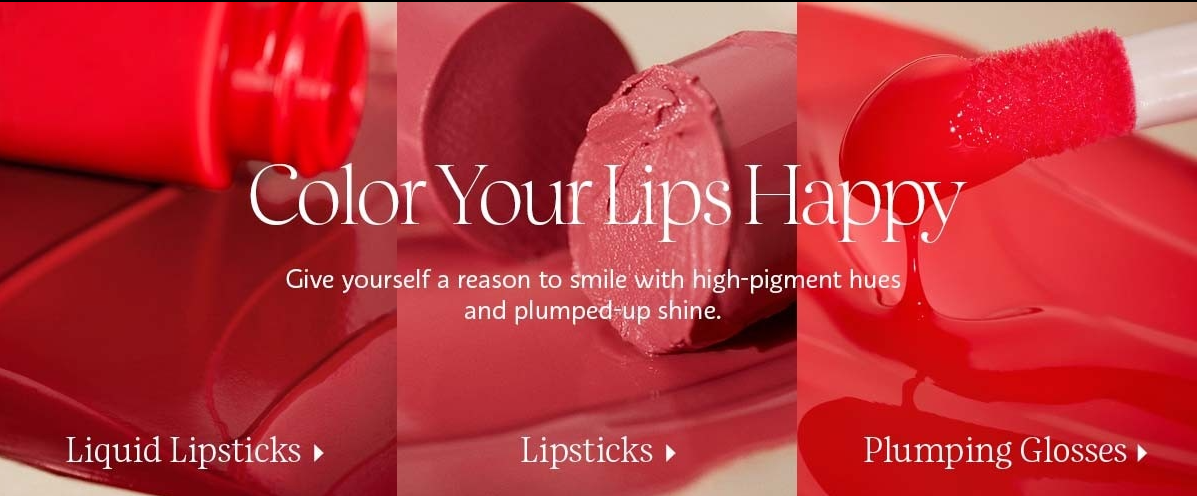 Color Your Lips Happy
Give yourself a reason to smile with high-pigment hues
and plumped-up shine.
Liquid Lipsticks
Lipsticks
Plumping Glosses